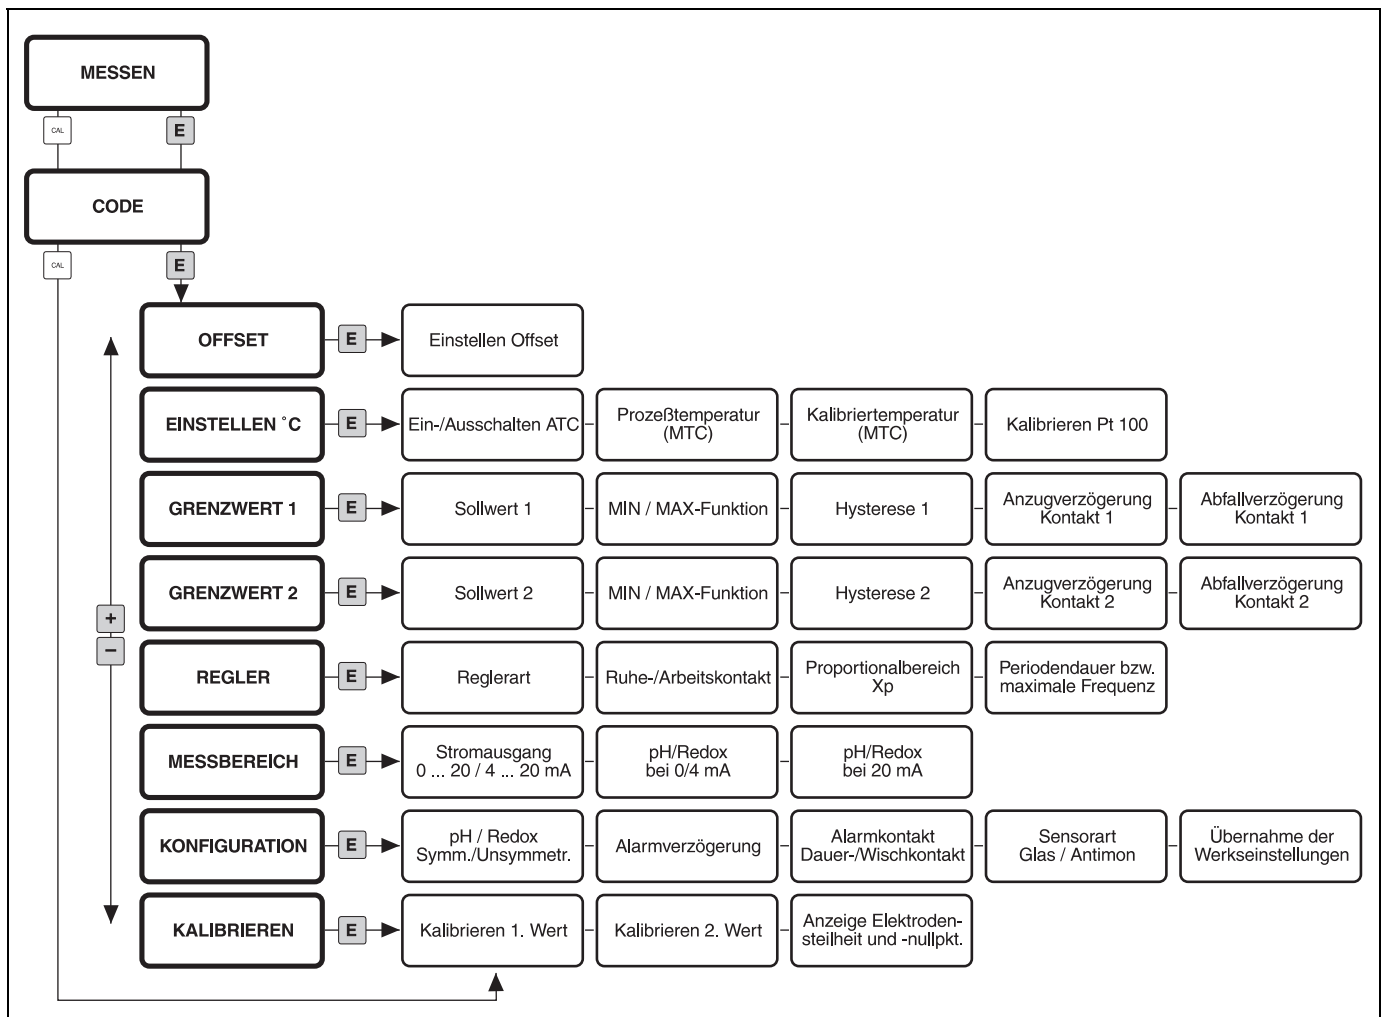 MESSEN
CAL
E
CODE
CAL
E
OFFSET
E
Einstellen Offset
EINSTELLEN °C
E
Ein-/Ausschalten ATC
Prozeßtemperatur
(MTC)
Kalibriertemperatur
(MTC)
Kalibrieren Pt 100
GRENZWERT 1
E
Sollwert 1
MIN / MAX-Funktion
Hysterese 1
Anzugverzögerung
Kontakt 1
Abfallverzögerung
Kontakt 1
GRENZWERT 2
E
Sollwert 2
MIN / MAX-Funktion
Hysterese 2
Anzugverzögerung
Kontakt 2
Abfallverzögerung
Kontakt 2
+
−
REGLER
E
Reglerart
Ruhe-/Arbeitskontakt
Proportionalbereich
Xp
Periodendauer bzw.
maximale Frequenz
MESSBEREICH
E
Stromausgang
0 ... 20 / 4 ... 20 mA
pH/Redox
bei 0/4 mA
pH/Redox
bei 20 mA
KONFIGURATION
E
pH / Redox
Symm./Unsymmetr.
Alarmverzögerung
Alarmkontakt
Dauer-/Wischkontakt
Sensorart
Glas / Antimon
Übernahme der
Werkseinstellungen
KALIBRIEREN
E
Kalibrieren 1. Wert
Kalibrieren 2. Wert
Anzeige Elektroden-
steilheit und -nullpkt.